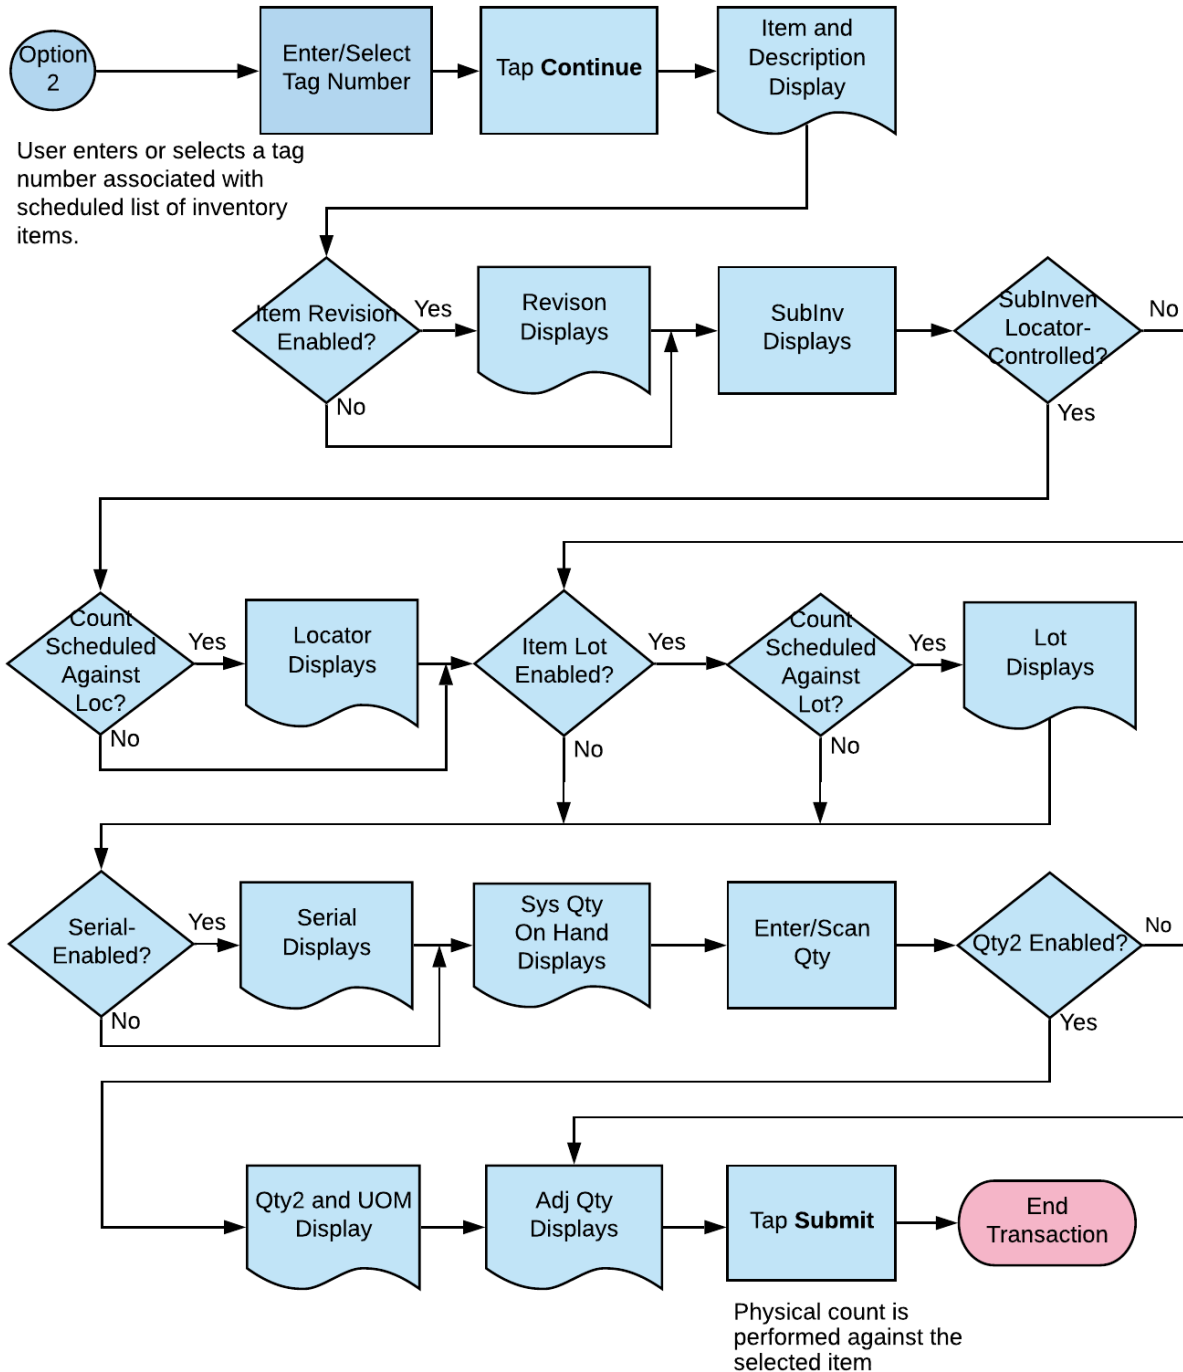 Option
2
Enter/Select
Tag Number
Tap Continue
Item and
Description
Display
User enters or selects a tag
number associated with
scheduled list of inventory
items.
Item Revision
Enabled?
Yes
No
Revison
Displays
SubInv
Displays
SubInven
Locator-
Controlled?
No
Yes
Count
Scheduled
Against
Loc?
Yes
No
Locator
Displays
Item Lot
Enabled?
Yes
No
Count
Scheduled
Against
Lot?
Yes
No
Lot
Displays
Serial-
Enabled?
Yes
No
Serial
Displays
Sys Qty
On Hand
Displays
Enter/Scan
Qty
Qty2 Enabled?
No
Yes
Qty2 and UOM
Display
Adj Qty
Displays
Tap Submit
End
Transaction
Physical count is
performed against the
selected item